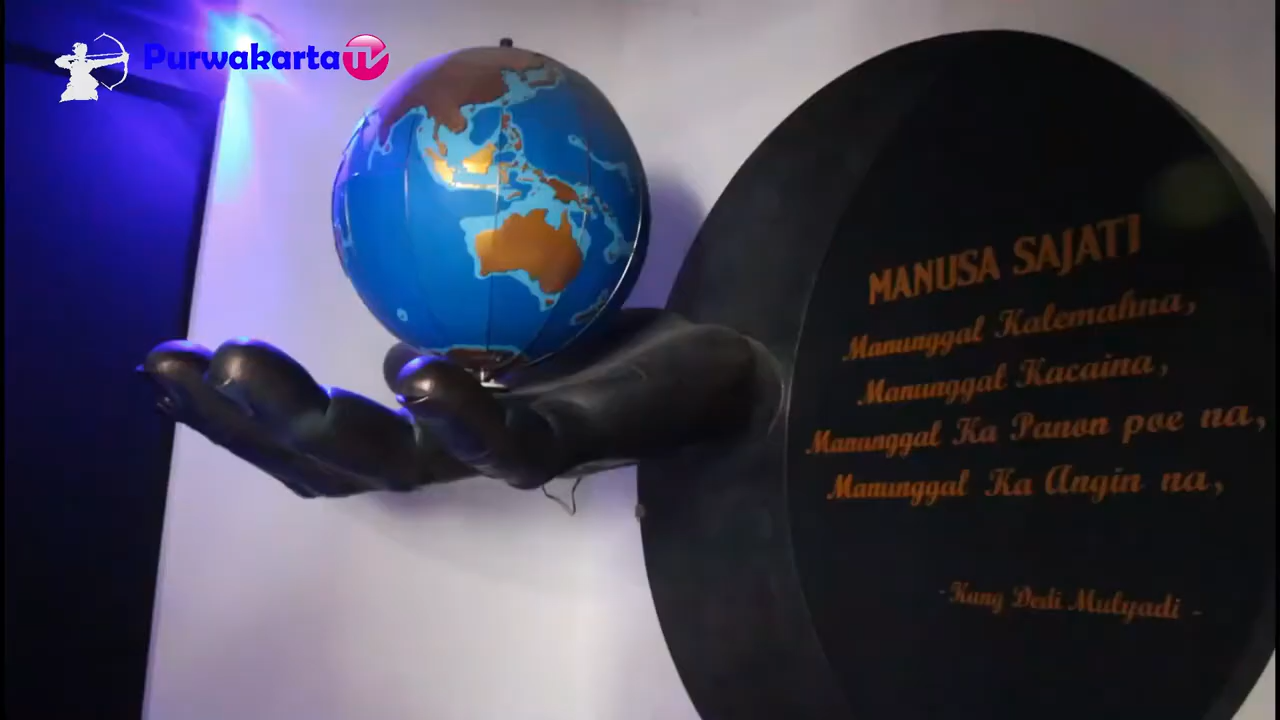 Purwakarta TV
MANUSA SAJATI
Manunggal Kalemahna,
Manunggal Kacaina,
Manunggal Ka Panon poe na,
Manunggal Ka Angin na,
- Kang Dedi Mulyadi -